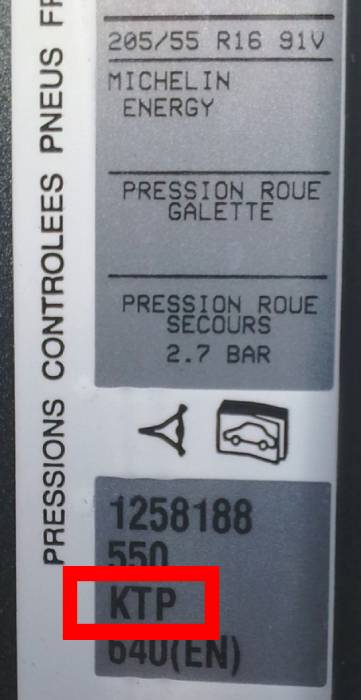 PRESSIONS CONTROLEES PNEUS FR
205/55 R16 91V
MICHELIN
ENERGY
PRESSION ROUE
GALETTE
PRESSION ROUE
SECOURS
2.7 BAR
1258188
550
KTP
640(EN)